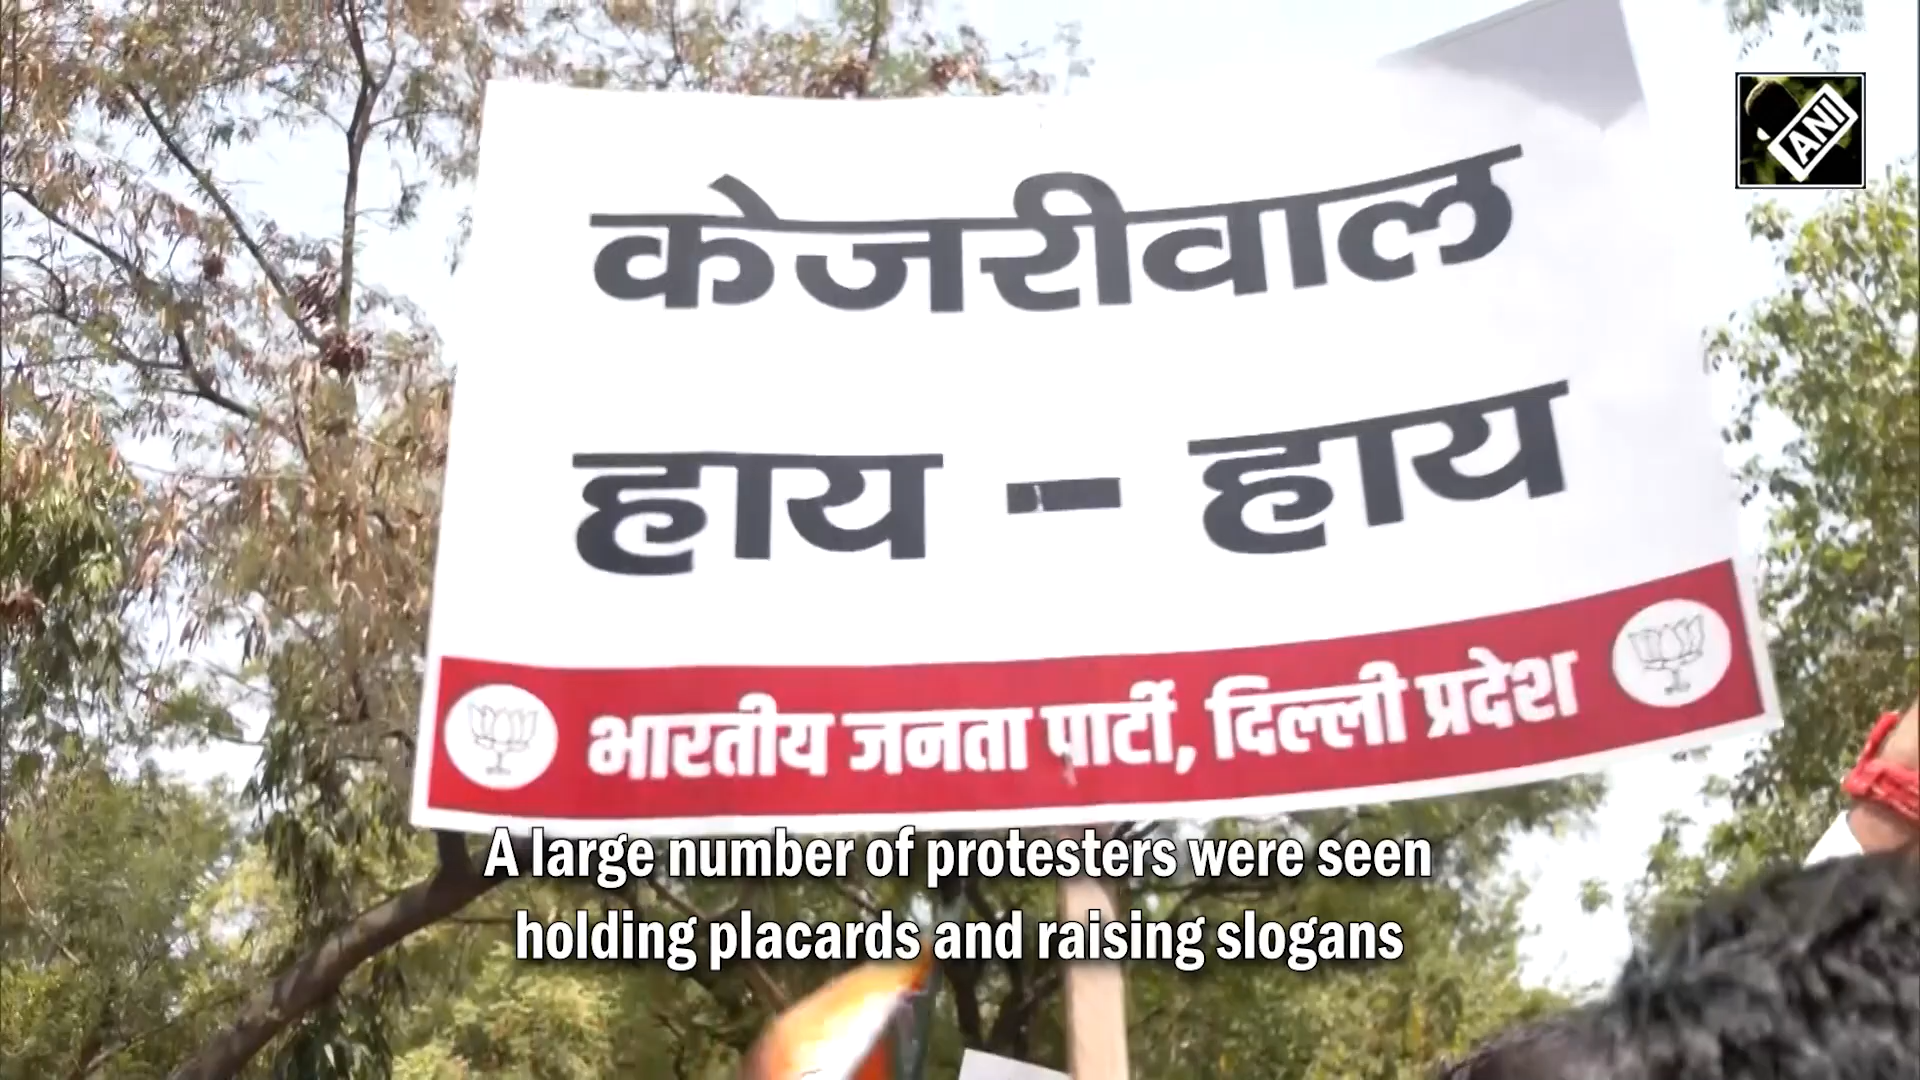 ANI
केजरीवाल
हाय - हाय
भारतीय जनता पार्टी, दिल्ली प्रदेश
A large number of protesters were seen
holding placards and raising slogans